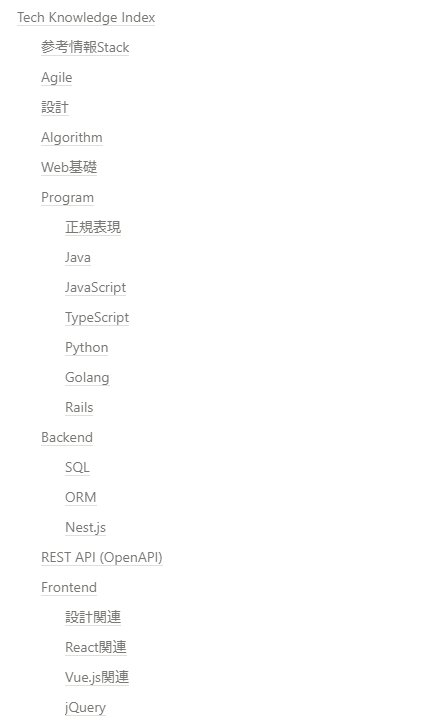 Tech Knowledge Index
参考情報Stack
Agile
設計
Algorithm
Web基礎
Program
正規表現
Java
JavaScript
TypeScript
Python
Golang
Rails
Backend
SQL
ORM
Nest.js
REST API (OpenAPI)
Frontend
設計関連
React関連
Vue.js関連
jQuery